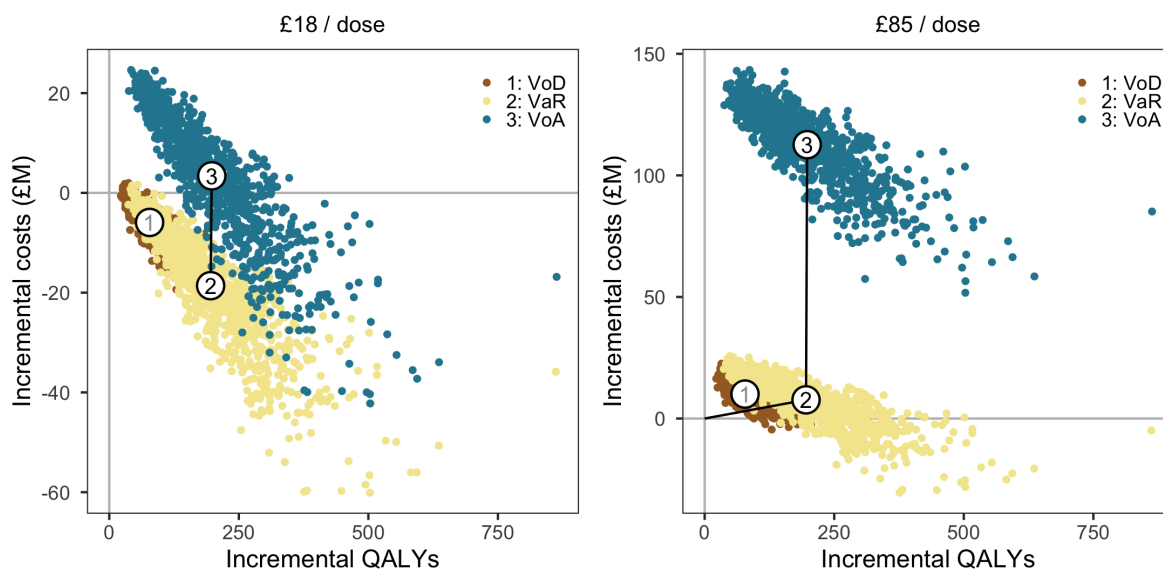 £18 / dose
20
0
-20
-40
-60
0
250
500
750
Incremental costs (£M)
Incremental QALYs
1: VoD
2: VaR
3: VoA
1
2
3
£85 / dose
150
100
50
0
0
250
500
750
Incremental costs (£M)
Incremental QALYs
1: VoD
2: VaR
3: VoA
1
2
3